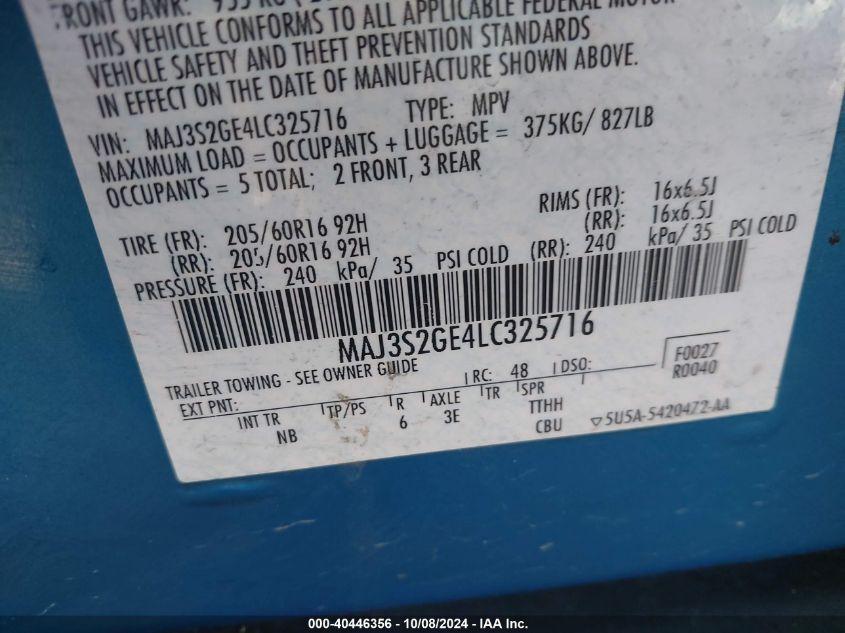 FRONT GAWR: 955 KG
THIS VEHICLE CONFORMS TO ALL APPLICABLE FEDERAL MOTOR
VEHICLE SAFETY AND THEFT PREVENTION STANDARDS
IN EFFECT ON THE DATE OF MANUFACTURE SHOWN ABOVE.
VIN: MAJ3S2GE4LC325716 TYPE: MPV
MAXIMUM LOAD = OCCUPANTS + LUGGAGE = 375KG/ 827LB
OCCUPANTS = 5 TOTAL; 2 FRONT, 3 REAR
TIRE (FR): 205/60R16 92H RIMS (FR): 16x6.5J
(RR): 205/60R16 92H (RR): 16x6.5J
PRESSURE (FR): 240 kPa/ 35 PSI COLD (RR): 240 kPa/ 35 PSI COLD
MAJ3S2GE4LC325716
TRAILER TOWING - SEE OWNER GUIDE
EXT PNT: RC: 48 DSO: F0027
R0040
INT TR TP/PS R AXLE TR SPR
NB 6 3E TTHH
CBU ▽5U5A-5420472-AA
000-40446356 - 10/08/2024 - IAA Inc.